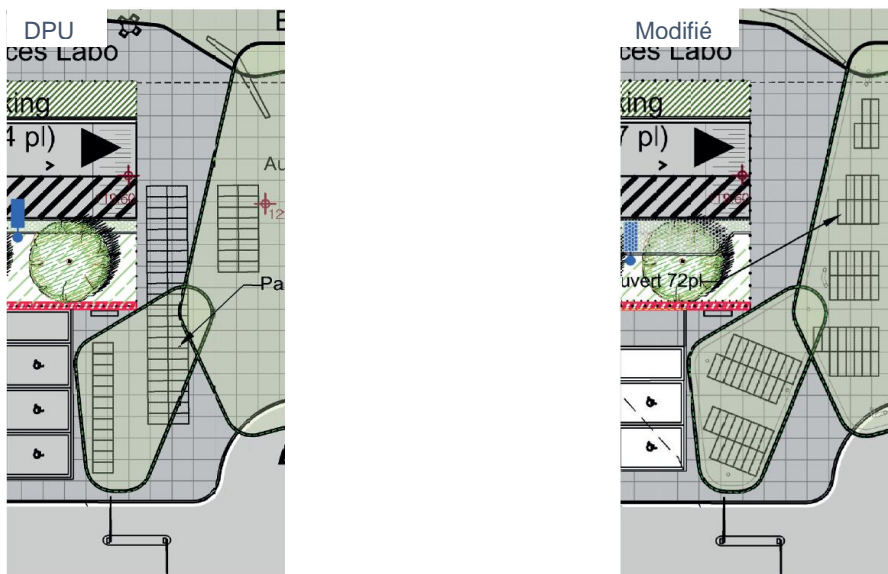 DPU
E
ces Labo
king
4 pl)
Au
Pa
Modifié
ces Labo
king
7 pl)
uvert 72pl